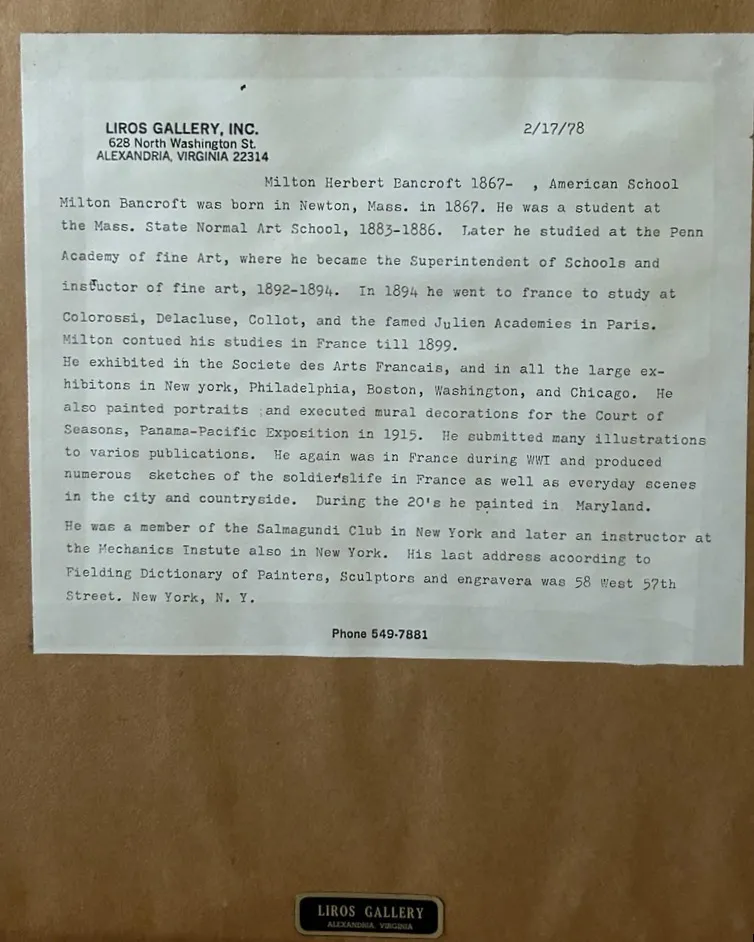 LIROS GALLERY, INC.
2/17/78
628 North Washington St.
ALEXANDRIA, VIRGINIA 22314
Milton Herbert Bancroft 1867-   , American School
Milton Bancroft was born in Newton, Mass. in 1867. He was a student at
the Mass. State Normal Art School, 1883-1886.  Later he studied at the Penn
Academy of fine Art, where he became the Superintendent of Schools and
instuctor of fine art, 1892-1894.  In 1894 he went to france to study at
Colorossi, Delacluse, Collot, and the famed Julien Academies in Paris.
Milton contued his studies in France till 1899.
He exhibited in the Societe des Arts Francais, and in all the large ex-
hibitons in New york, Philadelphia, Boston, Washington, and Chicago.  He
also painted portraits and executed mural decorations for the Court of
Seasons, Panama-Pacific Exposition in 1915.  He submitted many illustrations
to varios publications.  He again was in France during WWI and produced
numerous  sketches of the soldier'slife in France as well as everyday scenes
in the city and countryside.  During the 20's he painted in  Maryland.
He was a member of the Salmagundi Club in New York and later an instructor at
the Mechanics Instute also in New York.  His last address acoording to
Fielding Dictionary of Painters, Sculptors and engravera was 58 West 57th
Street. New York, N. Y.
Phone 549-7881
LIROS GALLERY
ALEXANDRIA, VIRGINIA